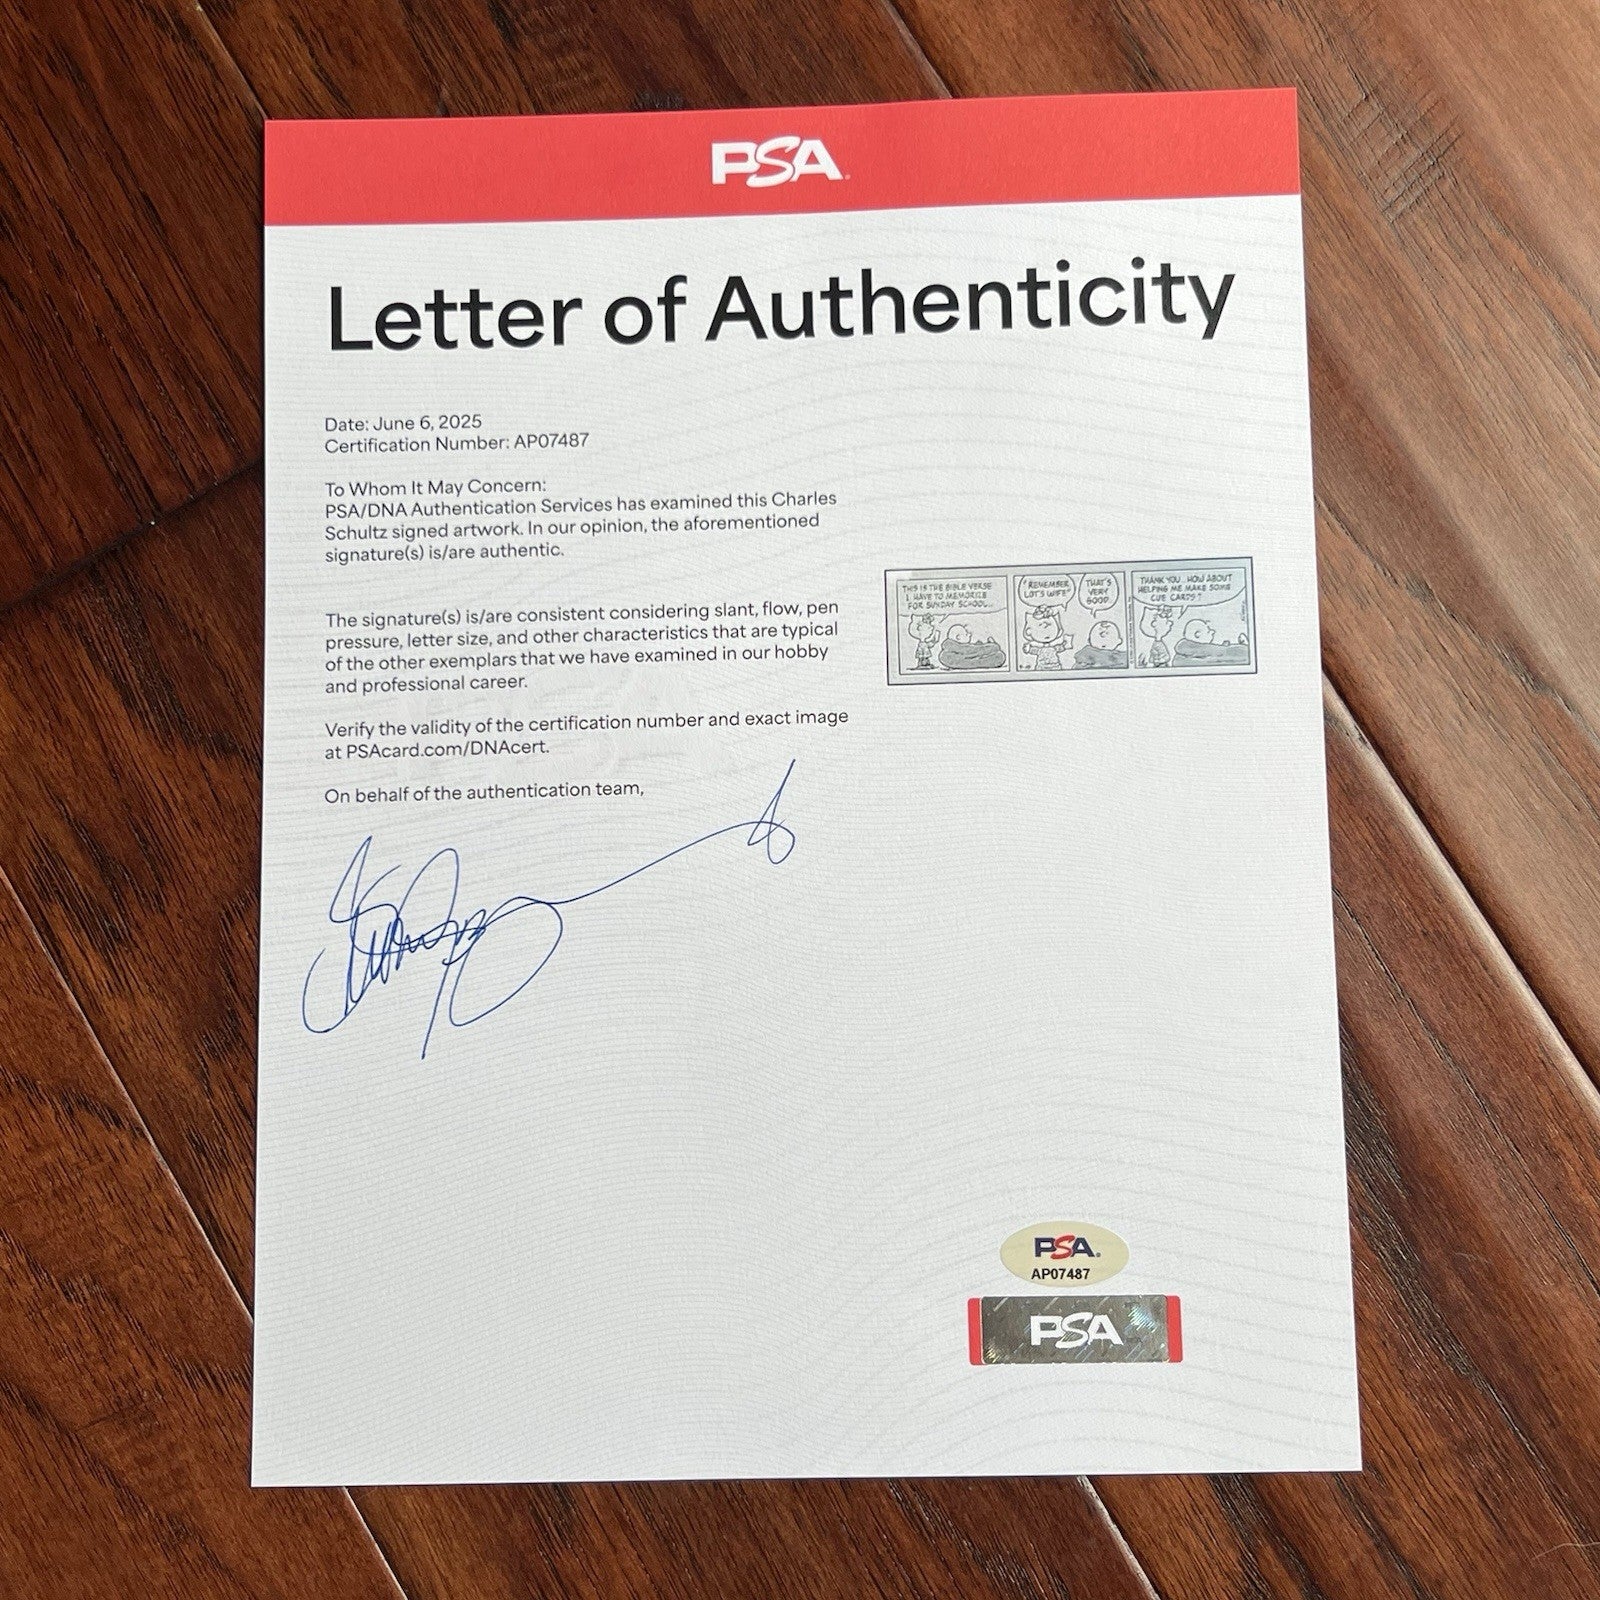 PSA
Letter of Authenticity
Date: June 6, 2025
Certification Number: AP07487
To Whom It May Concern:
PSA/DNA Authentication Services has examined this Charles
Schultz signed artwork. In our opinion, the aforementioned
signature(s) is/are authentic.
The signature(s) is/are consistent considering slant, flow, pen
pressure, letter size, and other characteristics that are typical
of the other exemplars that we have examined in our hobby
and professional career.
Verify the validity of the certification number and exact image
at PSAcard.com/DNAcert.
On behalf of the authentication team,
THIS IS THE BIBLE VERSE
I HAVE TO MEMORIZE
FOR SUNDAY SCHOOL...
"REMEMBER
LOT'S WIFE"
THAT'S
VERY
GOOD
THANK YOU.. HOW ABOUT
HELPING ME MAKE SOME
CUE CARDS?
PSA.
AP07487
PSA